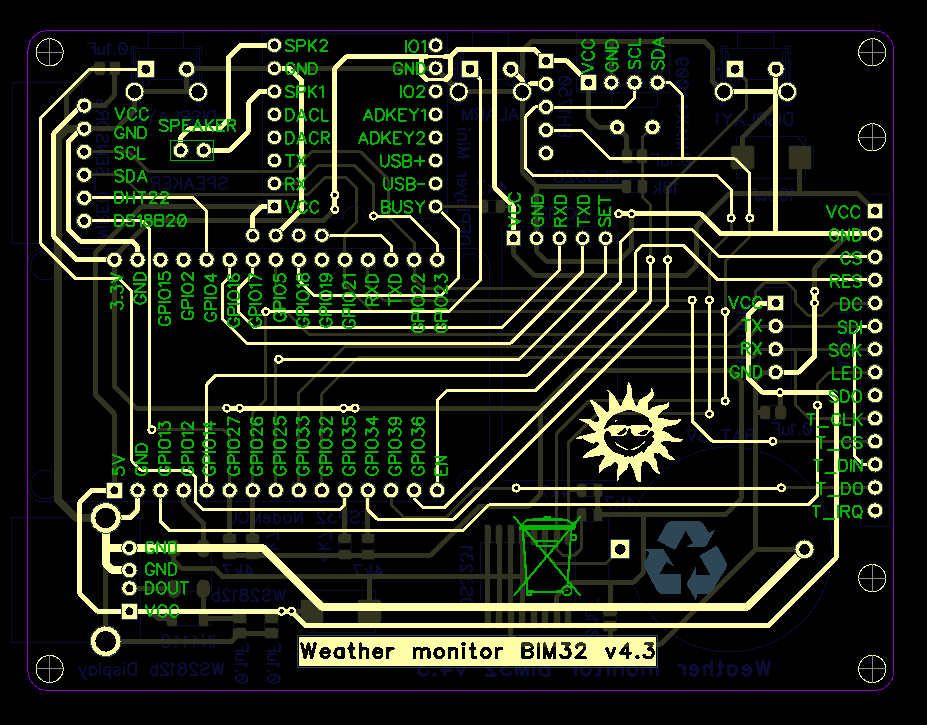 SPK2
GND
SPK1
DACL
DACR
TX
RX
VCC
IO1
GND
IO2
ADKEY1
ADKEY2
USB+
USB-
BUSY
VCC
GND
SCL
SDA
VCC
GND
SCL
SDA
DHT22
DS18B20
SPEAKER
VCC
GND
RXD
TXD
SET
3.3V
GND
GPIO15
GPIO2
GPIO4
GPIO16
GPIO17
GPIO5
GPIO18
GPIO19
GPIO21
RXD
TXD
GPIO22
GPIO23
VCC
GND
CS
RES
DC
SDI
SCK
LED
SDO
T_CLK
T_CS
T_DIN
T_DO
T_IRQ
VCC
TX
RX
GND
5V
GND
GPIO13
GPIO12
GPIO14
GPIO27
GPIO26
GPIO25
GPIO33
GPIO32
GPIO35
GPIO34
GPIO39
GPIO36
EN
GND
GND
DOUT
VCC
Weather monitor BIM32 v4.3